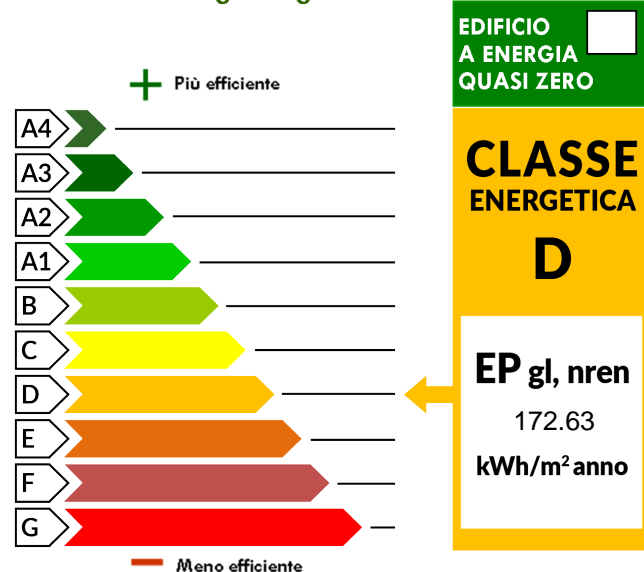 Più efficiente
A4
A3
A2
A1
B
C
D
E
F
G
Meno efficiente
EDIFICIO
A ENERGIA
QUASI ZERO
CLASSE
ENERGETICA
D
EP gl, nren
172.63
kWh/m² anno